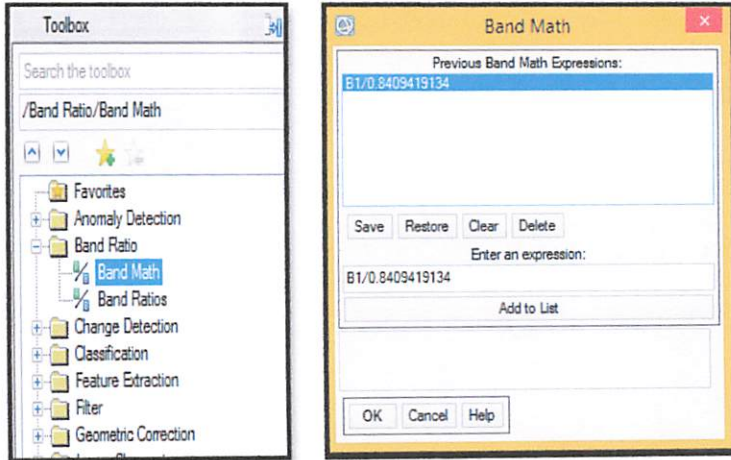 Toolbox
Search the toolbox
/Band Ratio/Band Math
Favorites
Anomaly Detection
Band Ratio
Band Math
Band Ratios
Change Detection
Classification
Feature Extraction
Filter
Geometric Correction
Band Math
Previous Band Math Expressions:
B1/0.8409419134
Save Restore Clear Delete
Enter an expression:
B1/0.8409419134
Add to List
OK Cancel Help